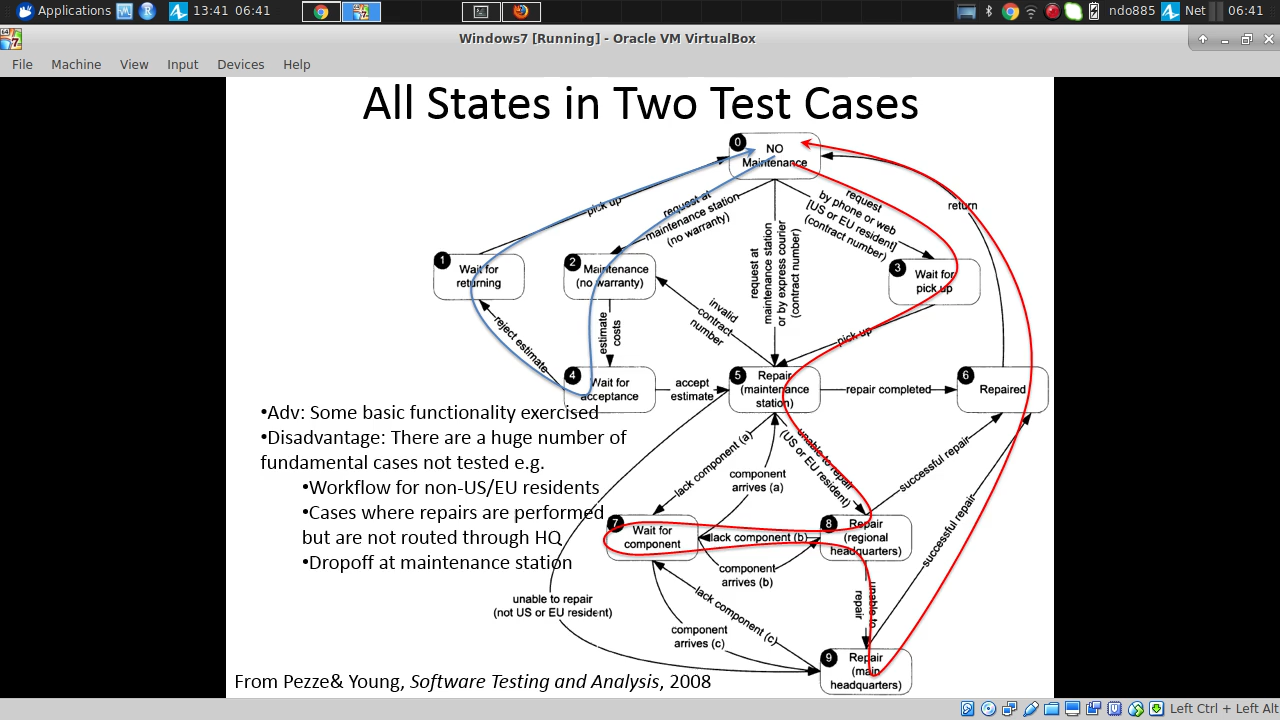 Applications 13:41 06:41 ndo885 Net 06:41
Windows7 [Running] - Oracle VM VirtualBox
File Machine View Input Devices Help
All States in Two Test Cases
0 NO
Maintenance
pick up
request at
maintenance station
(no warranty)
request at
maintenance station
or by express courier
(contract number)
request
by phone or web
[US or EU resident]
(contract number)
return
1 Wait for
returning
2 Maintenance
(no warranty)
3 Wait for
pick up
reject estimate
estimate
costs
invalid
contract
number
pick up
4 Wait for
acceptance
accept
estimate
5 Repair
(maintenance
station)
repair completed
6 Repaired
•Adv: Some basic functionality exercised
•Disadvantage: There are a huge number of
fundamental cases not tested e.g.
•Workflow for non-US/EU residents
•Cases where repairs are performed
but are not routed through HQ
•Dropoff at maintenance station
lack component (a)
component
arrives (a)
unable to repair
(US or EU resident)
successful repair
7 Wait for
component
lack component (b)
component
arrives (b)
8 Repair
(regional
headquarters)
successful repair
unable to repair
(not US or EU resident)
lack component (c)
component
arrives (c)
unable to
repair
9 Repair
(main
headquarters)
From Pezze& Young, Software Testing and Analysis, 2008
Left Ctrl + Left Alt